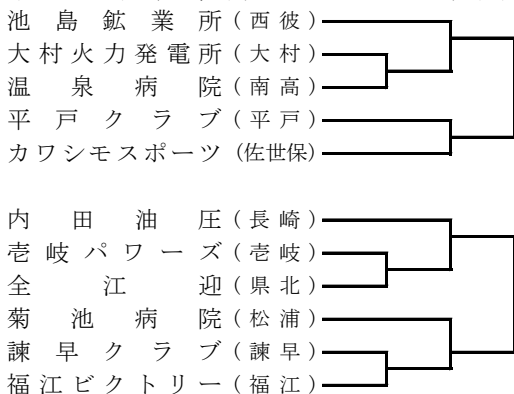 池島鉱業所(西彼)
大村火力発電所(大村)
温泉病院(南高)
平戸クラブ(平戸)
カワシモスポーツ(佐世保)
内田油圧(長崎)
壱岐パワーズ(壱岐)
全江迎(県北)
菊池病院(松浦)
諫早クラブ(諫早)
福江ビクトリー(福江)